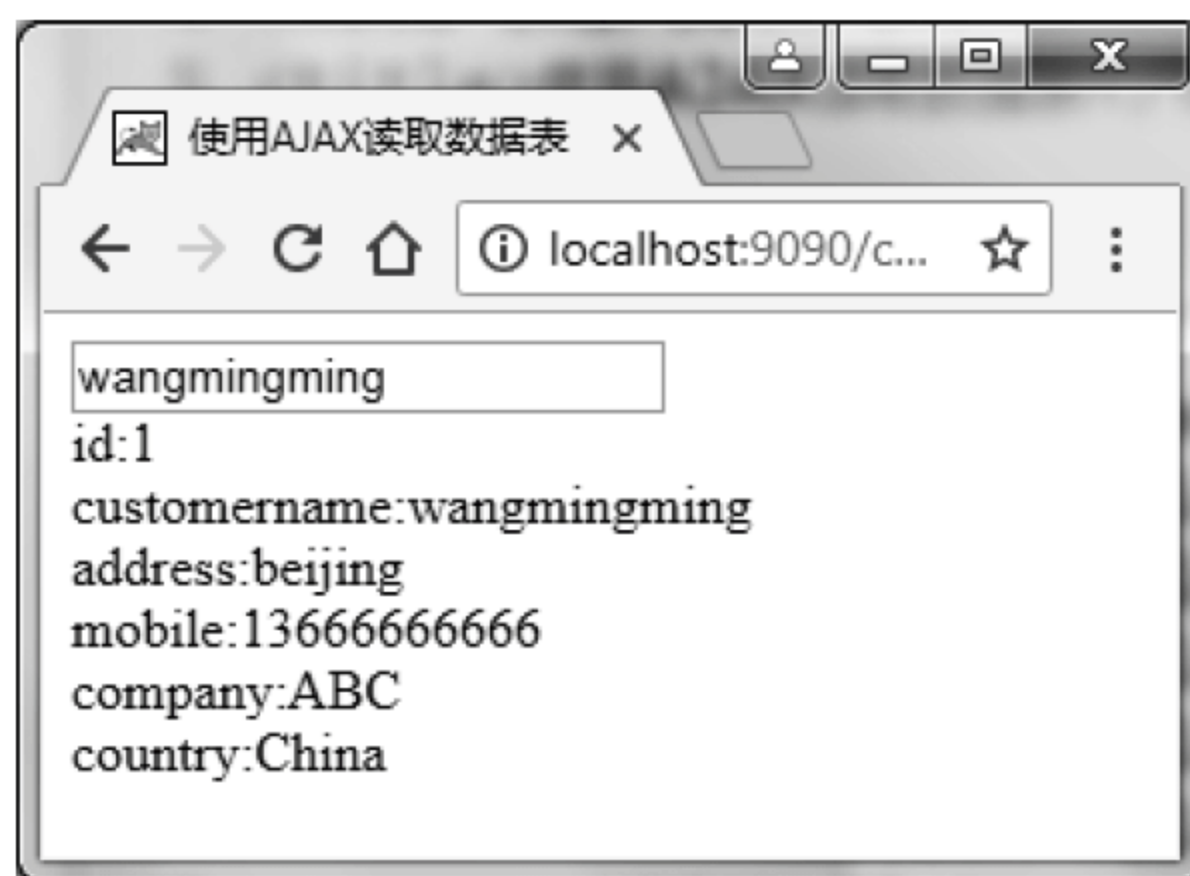 使用AJAX读取数据表
localhost:9090/c...
wangmingming
id:1
customername:wangmingming
address:beijing
mobile:13666666666
company:ABC
country:China